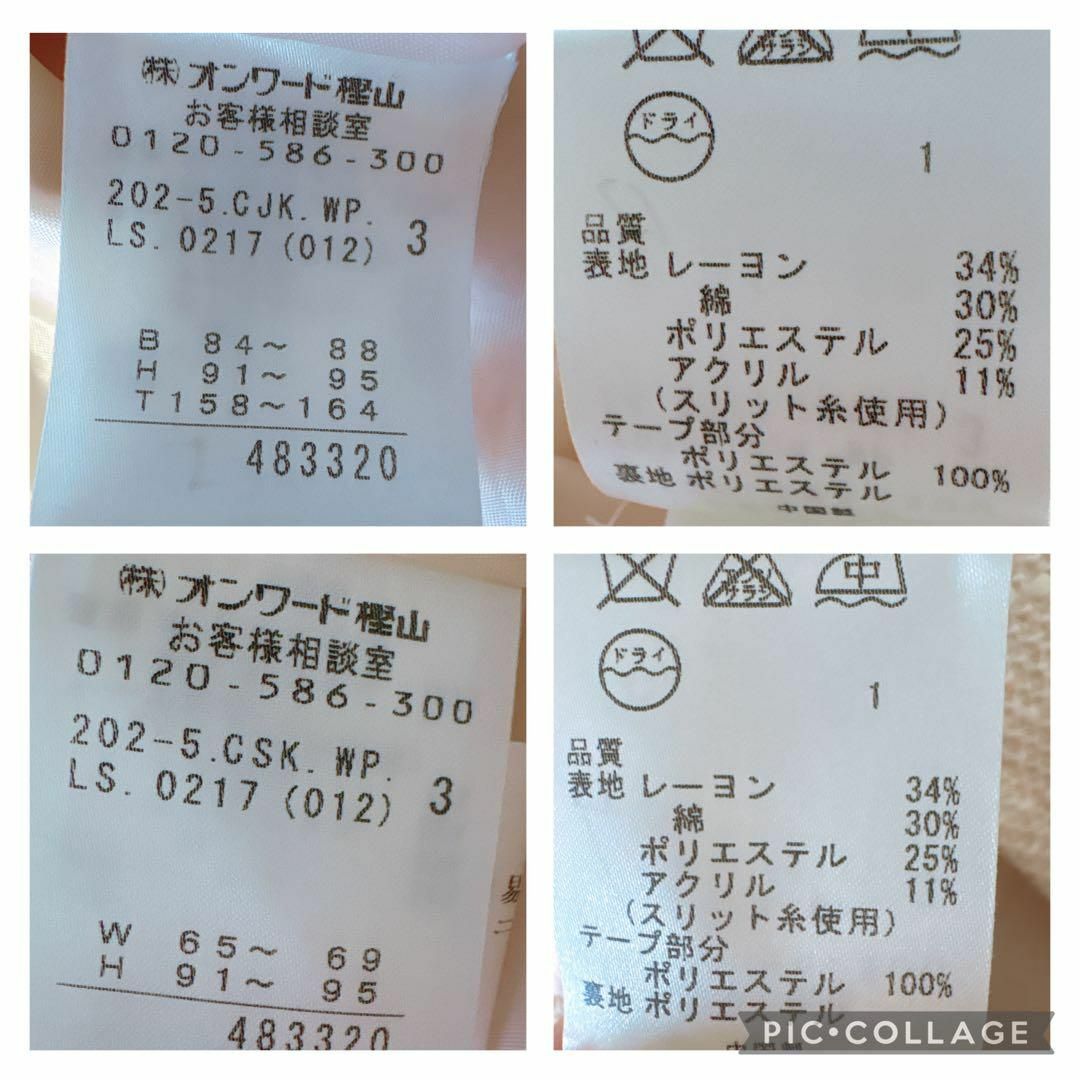 (株)オンワード樫山
お客様相談室
0120-586-300
202-5.CJK.WP.
LS.0217(012) 3
B 84〜 88
H 91〜 95
T158〜164
483320
サラシ
ドライ
1
品質
表地 レーヨン 34%
綿 30%
ポリエステル 25%
アクリル 11%
(スリット糸使用)
テープ部分
ポリエステル 100%
裏地 ポリエステル
中国製
(株)オンワード樫山
お客様相談室
0120-586-300
202-5.CSK.WP.
LS.0217(012) 3
W 65〜 69
H 91〜 95
483320
サラシ
中
ドライ
1
品質
表地 レーヨン 34%
綿 30%
ポリエステル 25%
アクリル 11%
(スリット糸使用)
テープ部分
ポリエステル 100%
裏地 ポリエステル
PIC•COLLAGE